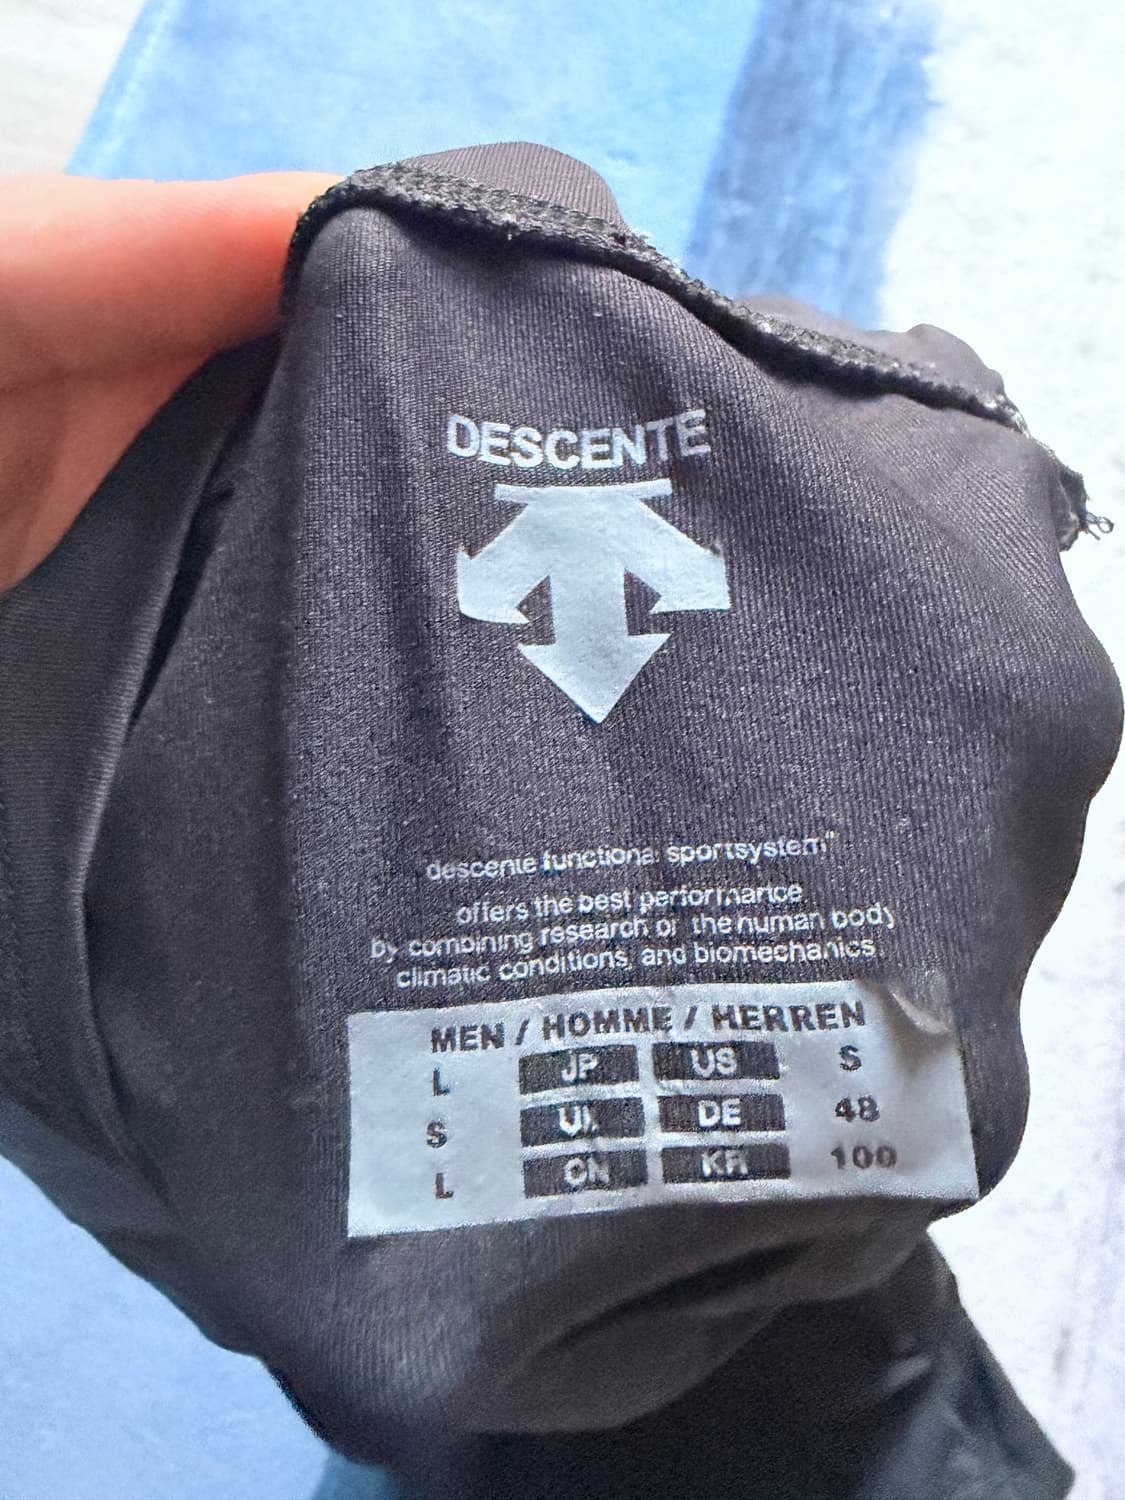 DESCENTE
"descente functional sportsystem"
offers the best performance
by combining research of the human body
climatic conditions, and biomechanics.
MEN / HOMME / HERREN
L JP US S
S UK DE 48
L CN KR 100